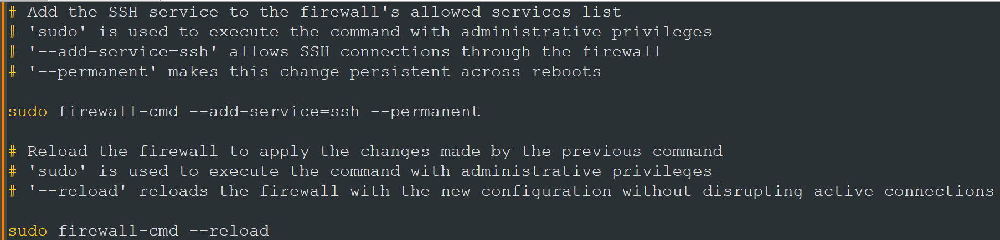 # Add the SSH service to the firewall's allowed services list
# 'sudo' is used to execute the command with administrative privileges
# '--add-service=ssh' allows SSH connections through the firewall
# '--permanent' makes this change persistent across reboots
sudo firewall-cmd --add-service=ssh --permanent
# Reload the firewall to apply the changes made by the previous command
# 'sudo' is used to execute the command with administrative privileges
# '--reload' reloads the firewall with the new configuration without disrupting active connections
sudo firewall-cmd --reload